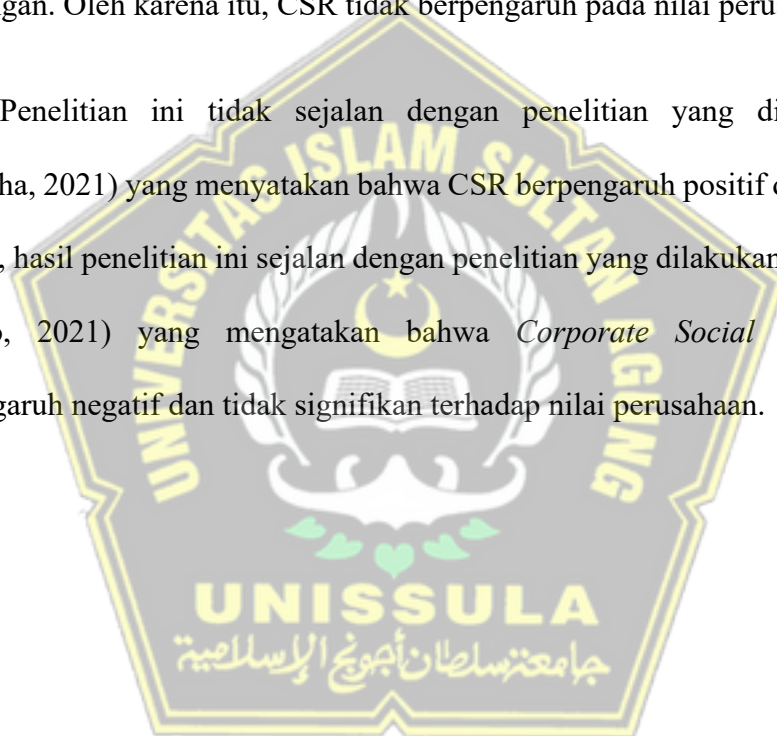 ngan. Oleh karena itu, CSR tidak berpengaruh pada nilai peru
Penelitian ini tidak sejalan dengan penelitian yang di
ha, 2021) yang menyatakan bahwa CSR berpengaruh positif
, hasil penelitian ini sejalan dengan penelitian yang dilakukan
, 2021) yang mengatakan bahwa Corporate Social
garuh negatif dan tidak signifikan terhadap nilai perusahaan.
UNIVERSITAS ISLAM SULTAN AGUNG
UNISSULA
جامعة سلطان أجونج الإسلامية